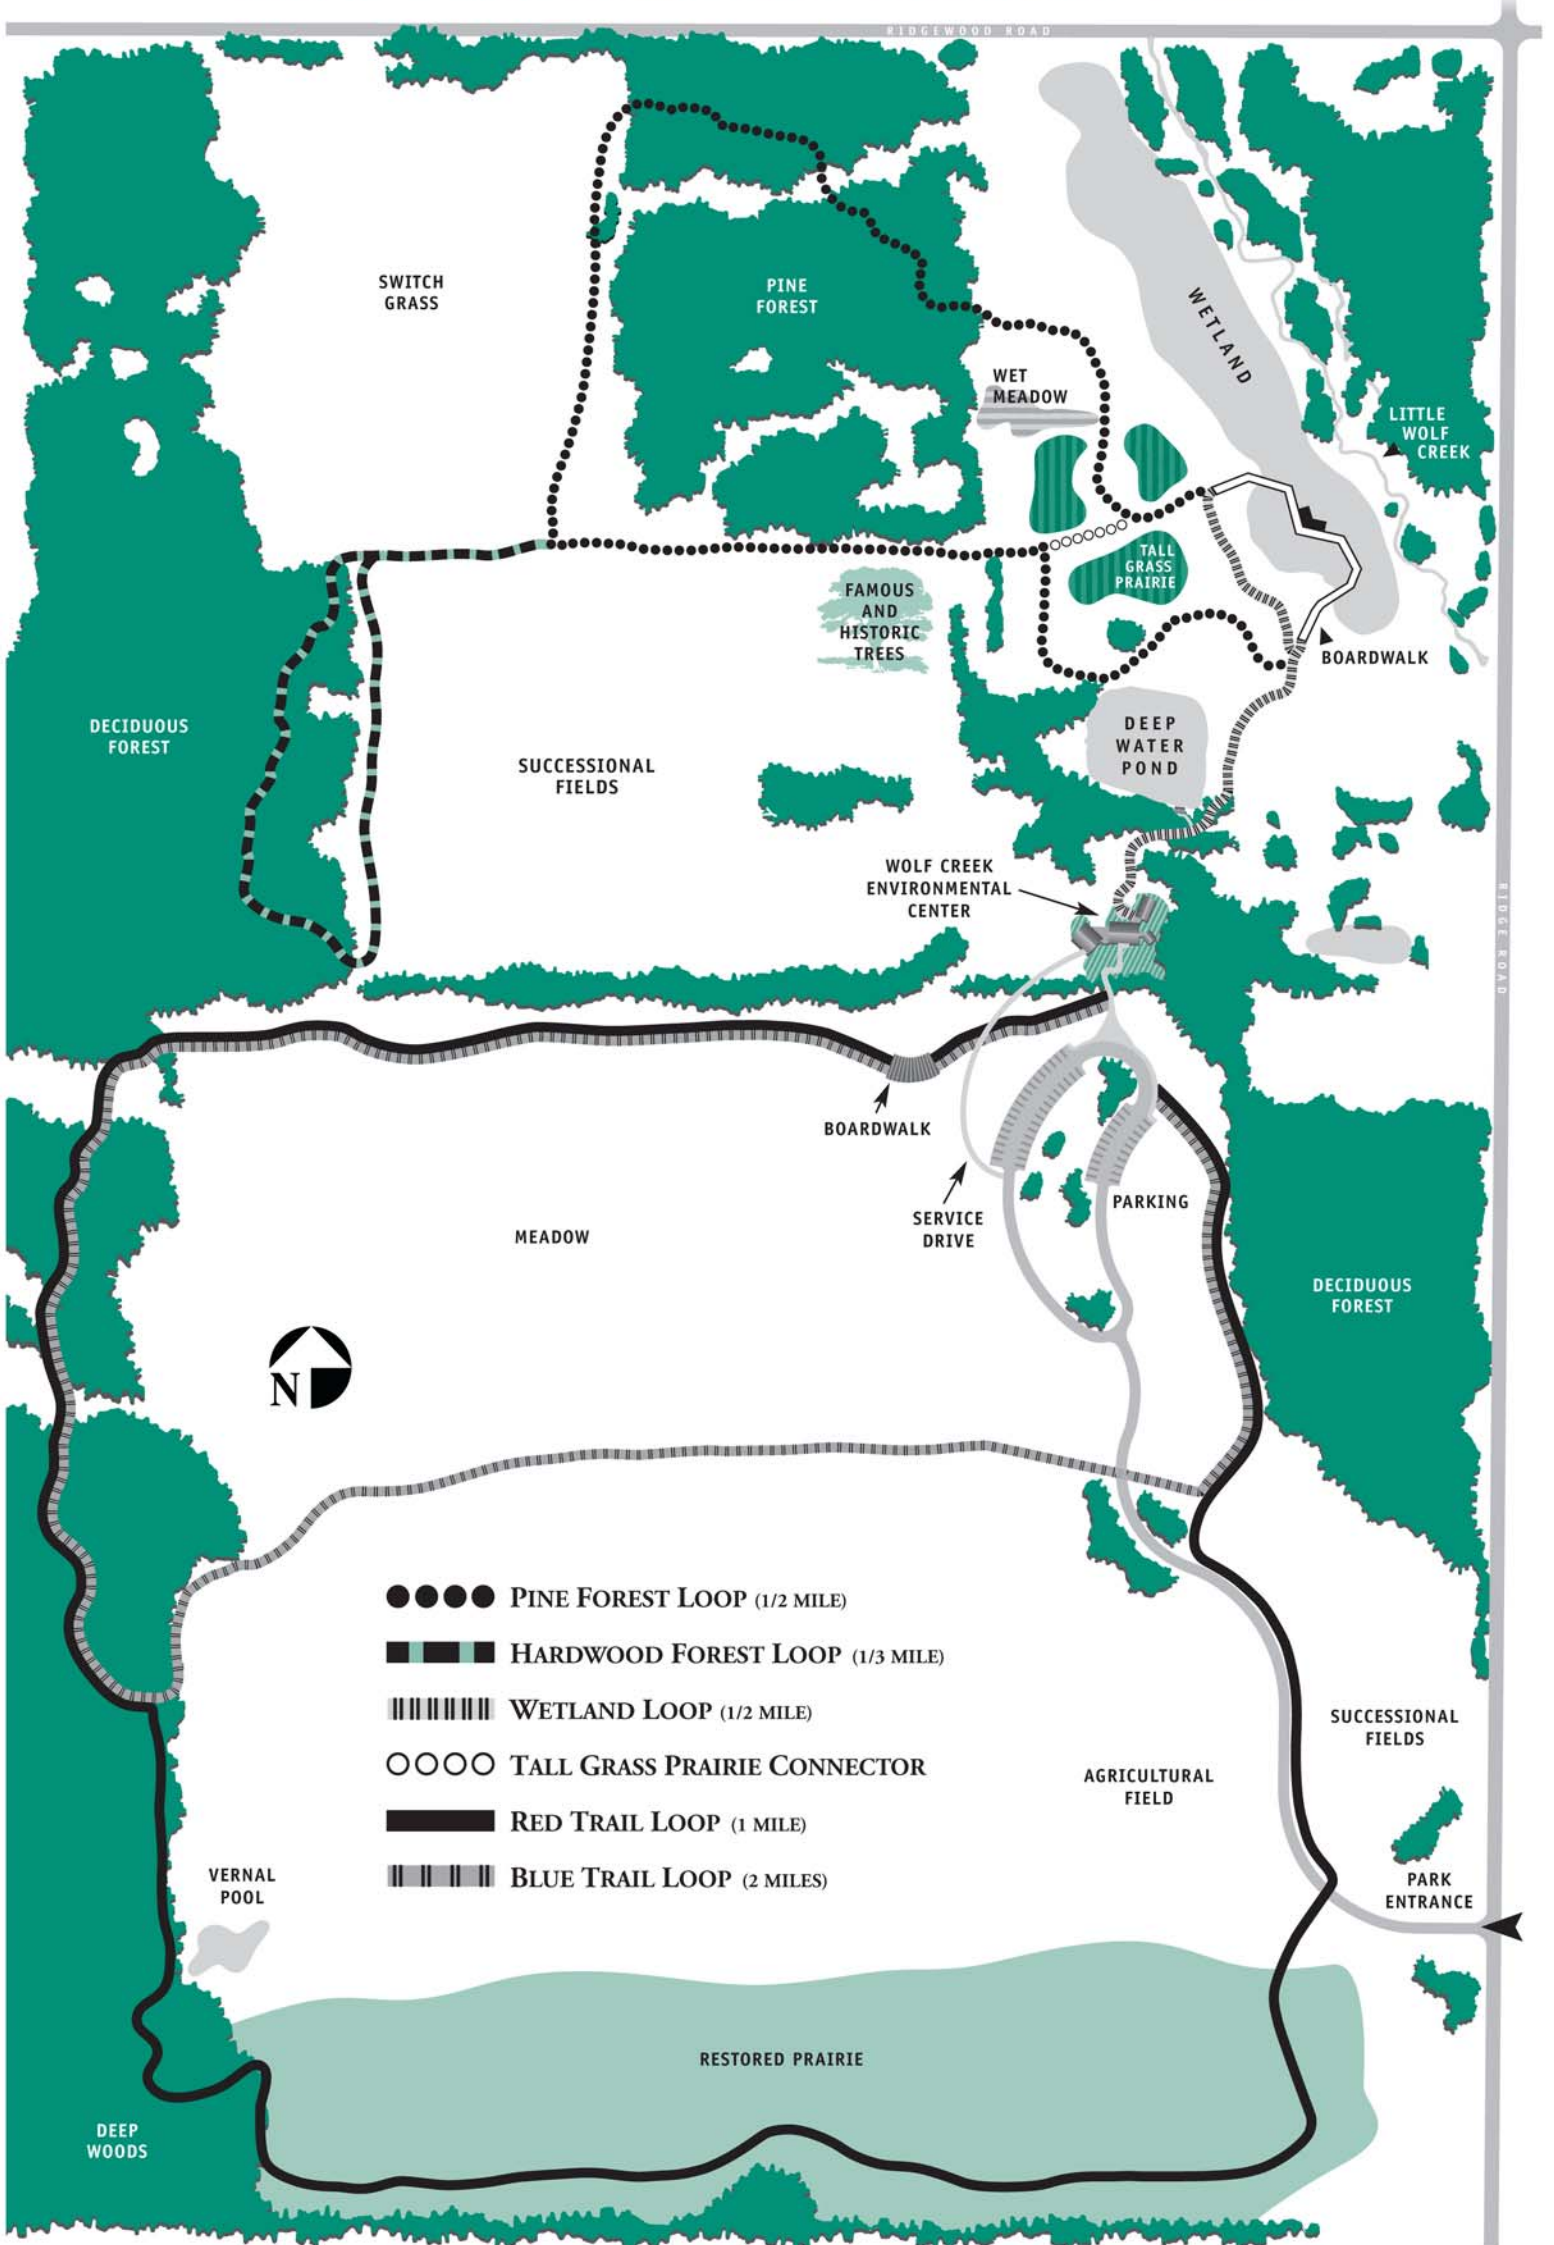 RIDGEWOOD ROAD
SWITCH
GRASS
PINE
FOREST
WETLAND
WET
MEADOW
LITTLE
WOLF
CREEK
TALL
GRASS
PRAIRIE
FAMOUS
AND
HISTORIC
TREES
BOARDWALK
DECIDUOUS
FOREST
DEEP
WATER
POND
SUCCESSIONAL
FIELDS
WOLF CREEK
ENVIRONMENTAL
CENTER
RIDGE ROAD
BOARDWALK
PARKING
SERVICE
DRIVE
MEADOW
DECIDUOUS
FOREST
N
PINE FOREST LOOP (1/2 MILE)
HARDWOOD FOREST LOOP (1/3 MILE)
WETLAND LOOP (1/2 MILE)
TALL GRASS PRAIRIE CONNECTOR
RED TRAIL LOOP (1 MILE)
BLUE TRAIL LOOP (2 MILES)
SUCCESSIONAL
FIELDS
AGRICULTURAL
FIELD
VERNAL
POOL
PARK
ENTRANCE
RESTORED PRAIRIE
DEEP
WOODS